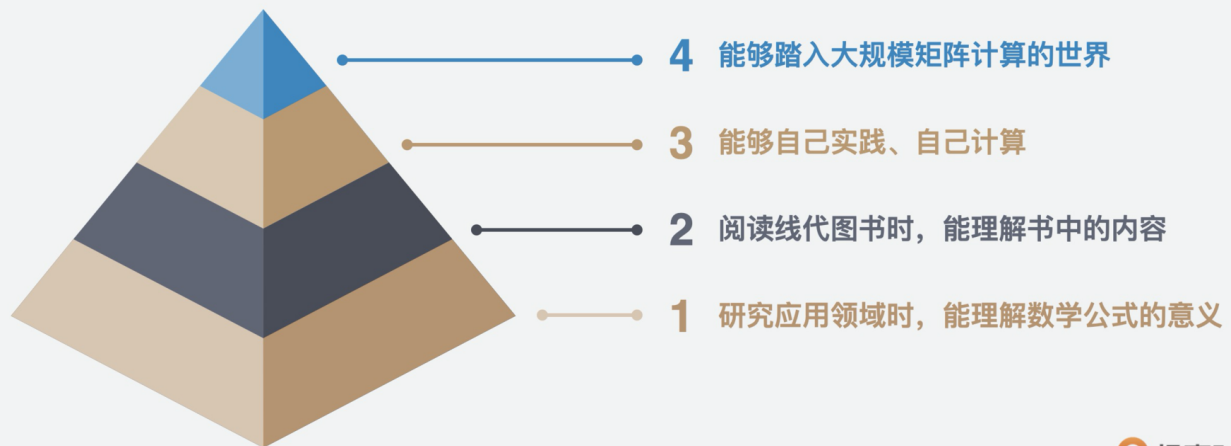 4 能够踏入大规模矩阵计算的世界
3 能够自己实践、自己计算
2 阅读线代图书时，能理解书中的内容
1 研究应用领域时，能理解数学公式的意义